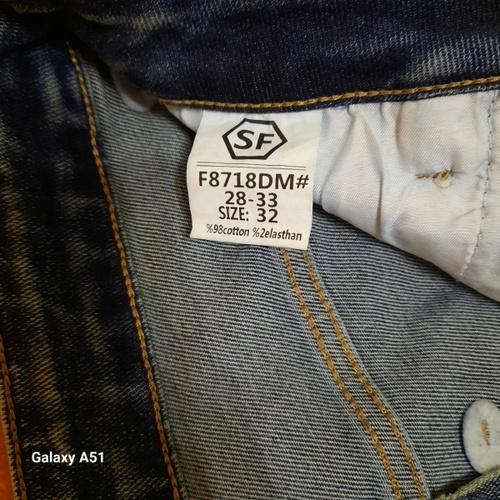 SF
F8718DM#
28-33
SIZE: 32
%98cotton %2elasthan
Galaxy A51